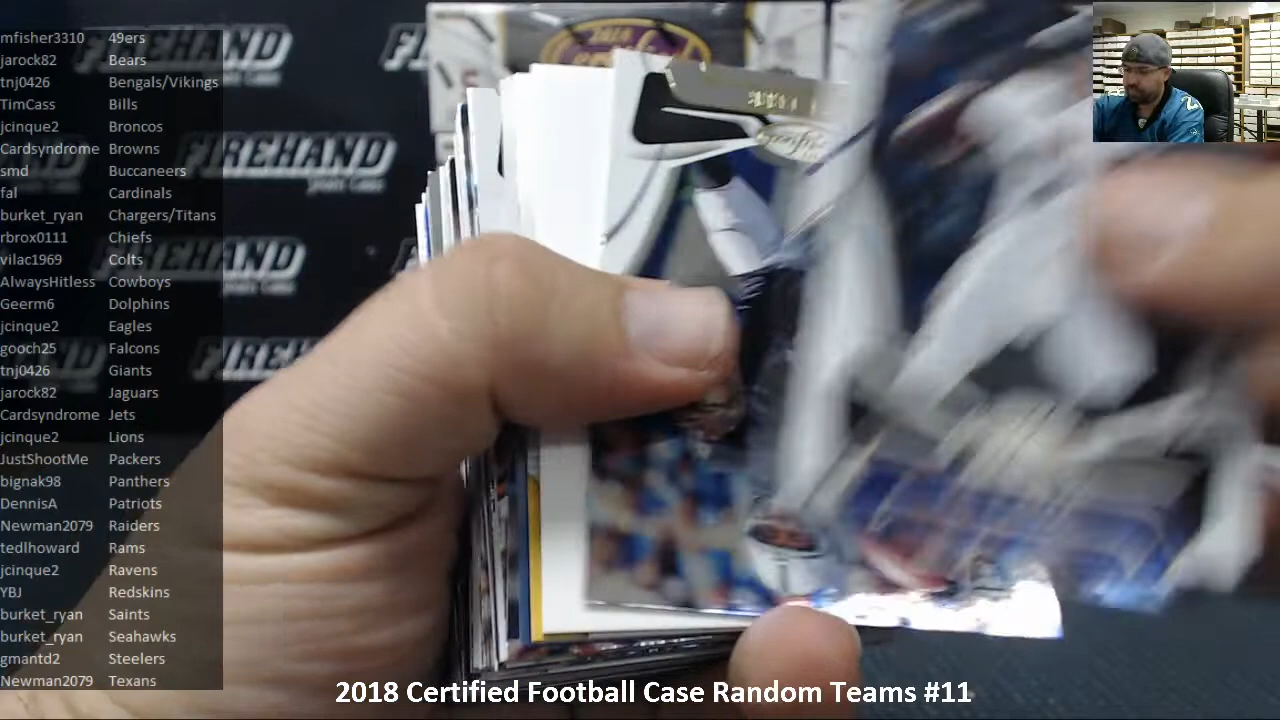 mfisher3310 49ers
jarock82 Bears
tnj0426 Bengals/Vikings
TimCass Bills
jcinque2 Broncos
Cardsyndrome Browns
smd Buccaneers
fal Cardinals
burket_ryan Chargers/Titans
rbrox0111 Chiefs
vilac1969 Colts
AlwaysHitless Cowboys
Geerm6 Dolphins
jcinque2 Eagles
gooch25 Falcons
tnj0426 Giants
jarock82 Jaguars
Cardsyndrome Jets
jcinque2 Lions
JustShootMe Packers
bignak98 Panthers
DennisA Patriots
Newman2079 Raiders
tedlhoward Rams
jcinque2 Ravens
YBJ Redskins
burket_ryan Saints
burket_ryan Seahawks
gmantd2 Steelers
Newman2079 Texans
FIREHAND
FIREHAND
2018 Certified Football Case Random Teams #11